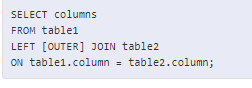 SELECT columns
FROM table1
LEFT [OUTER] JOIN table2
ON table1.column = table2.column;